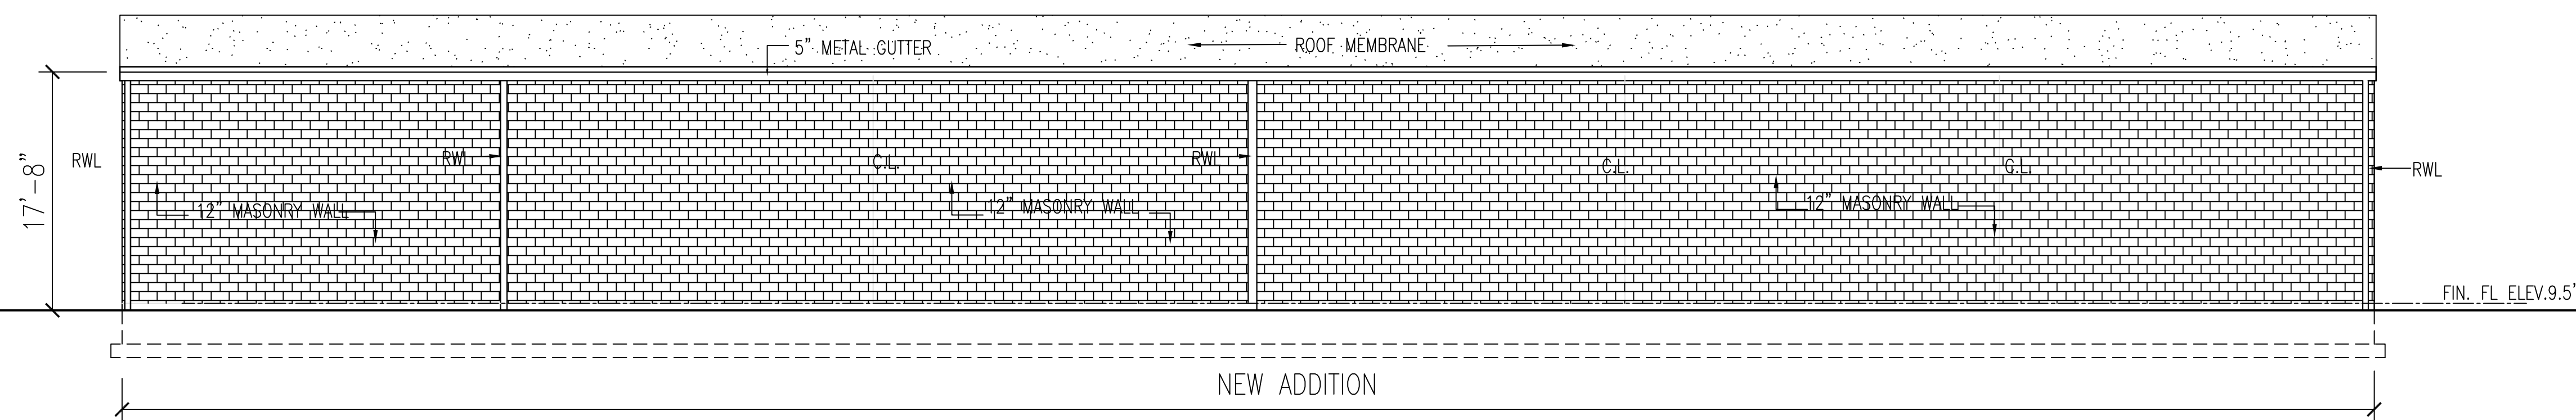 5" METAL GUTTER
ROOF MEMBRANE
17'-8"
RWL
RWL
C.L.
RWL
C.L.
C.L.
RWL
12" MASONRY WALL
12" MASONRY WALL
12" MASONRY WALL
FIN. FL ELEV.9.5'
NEW ADDITION